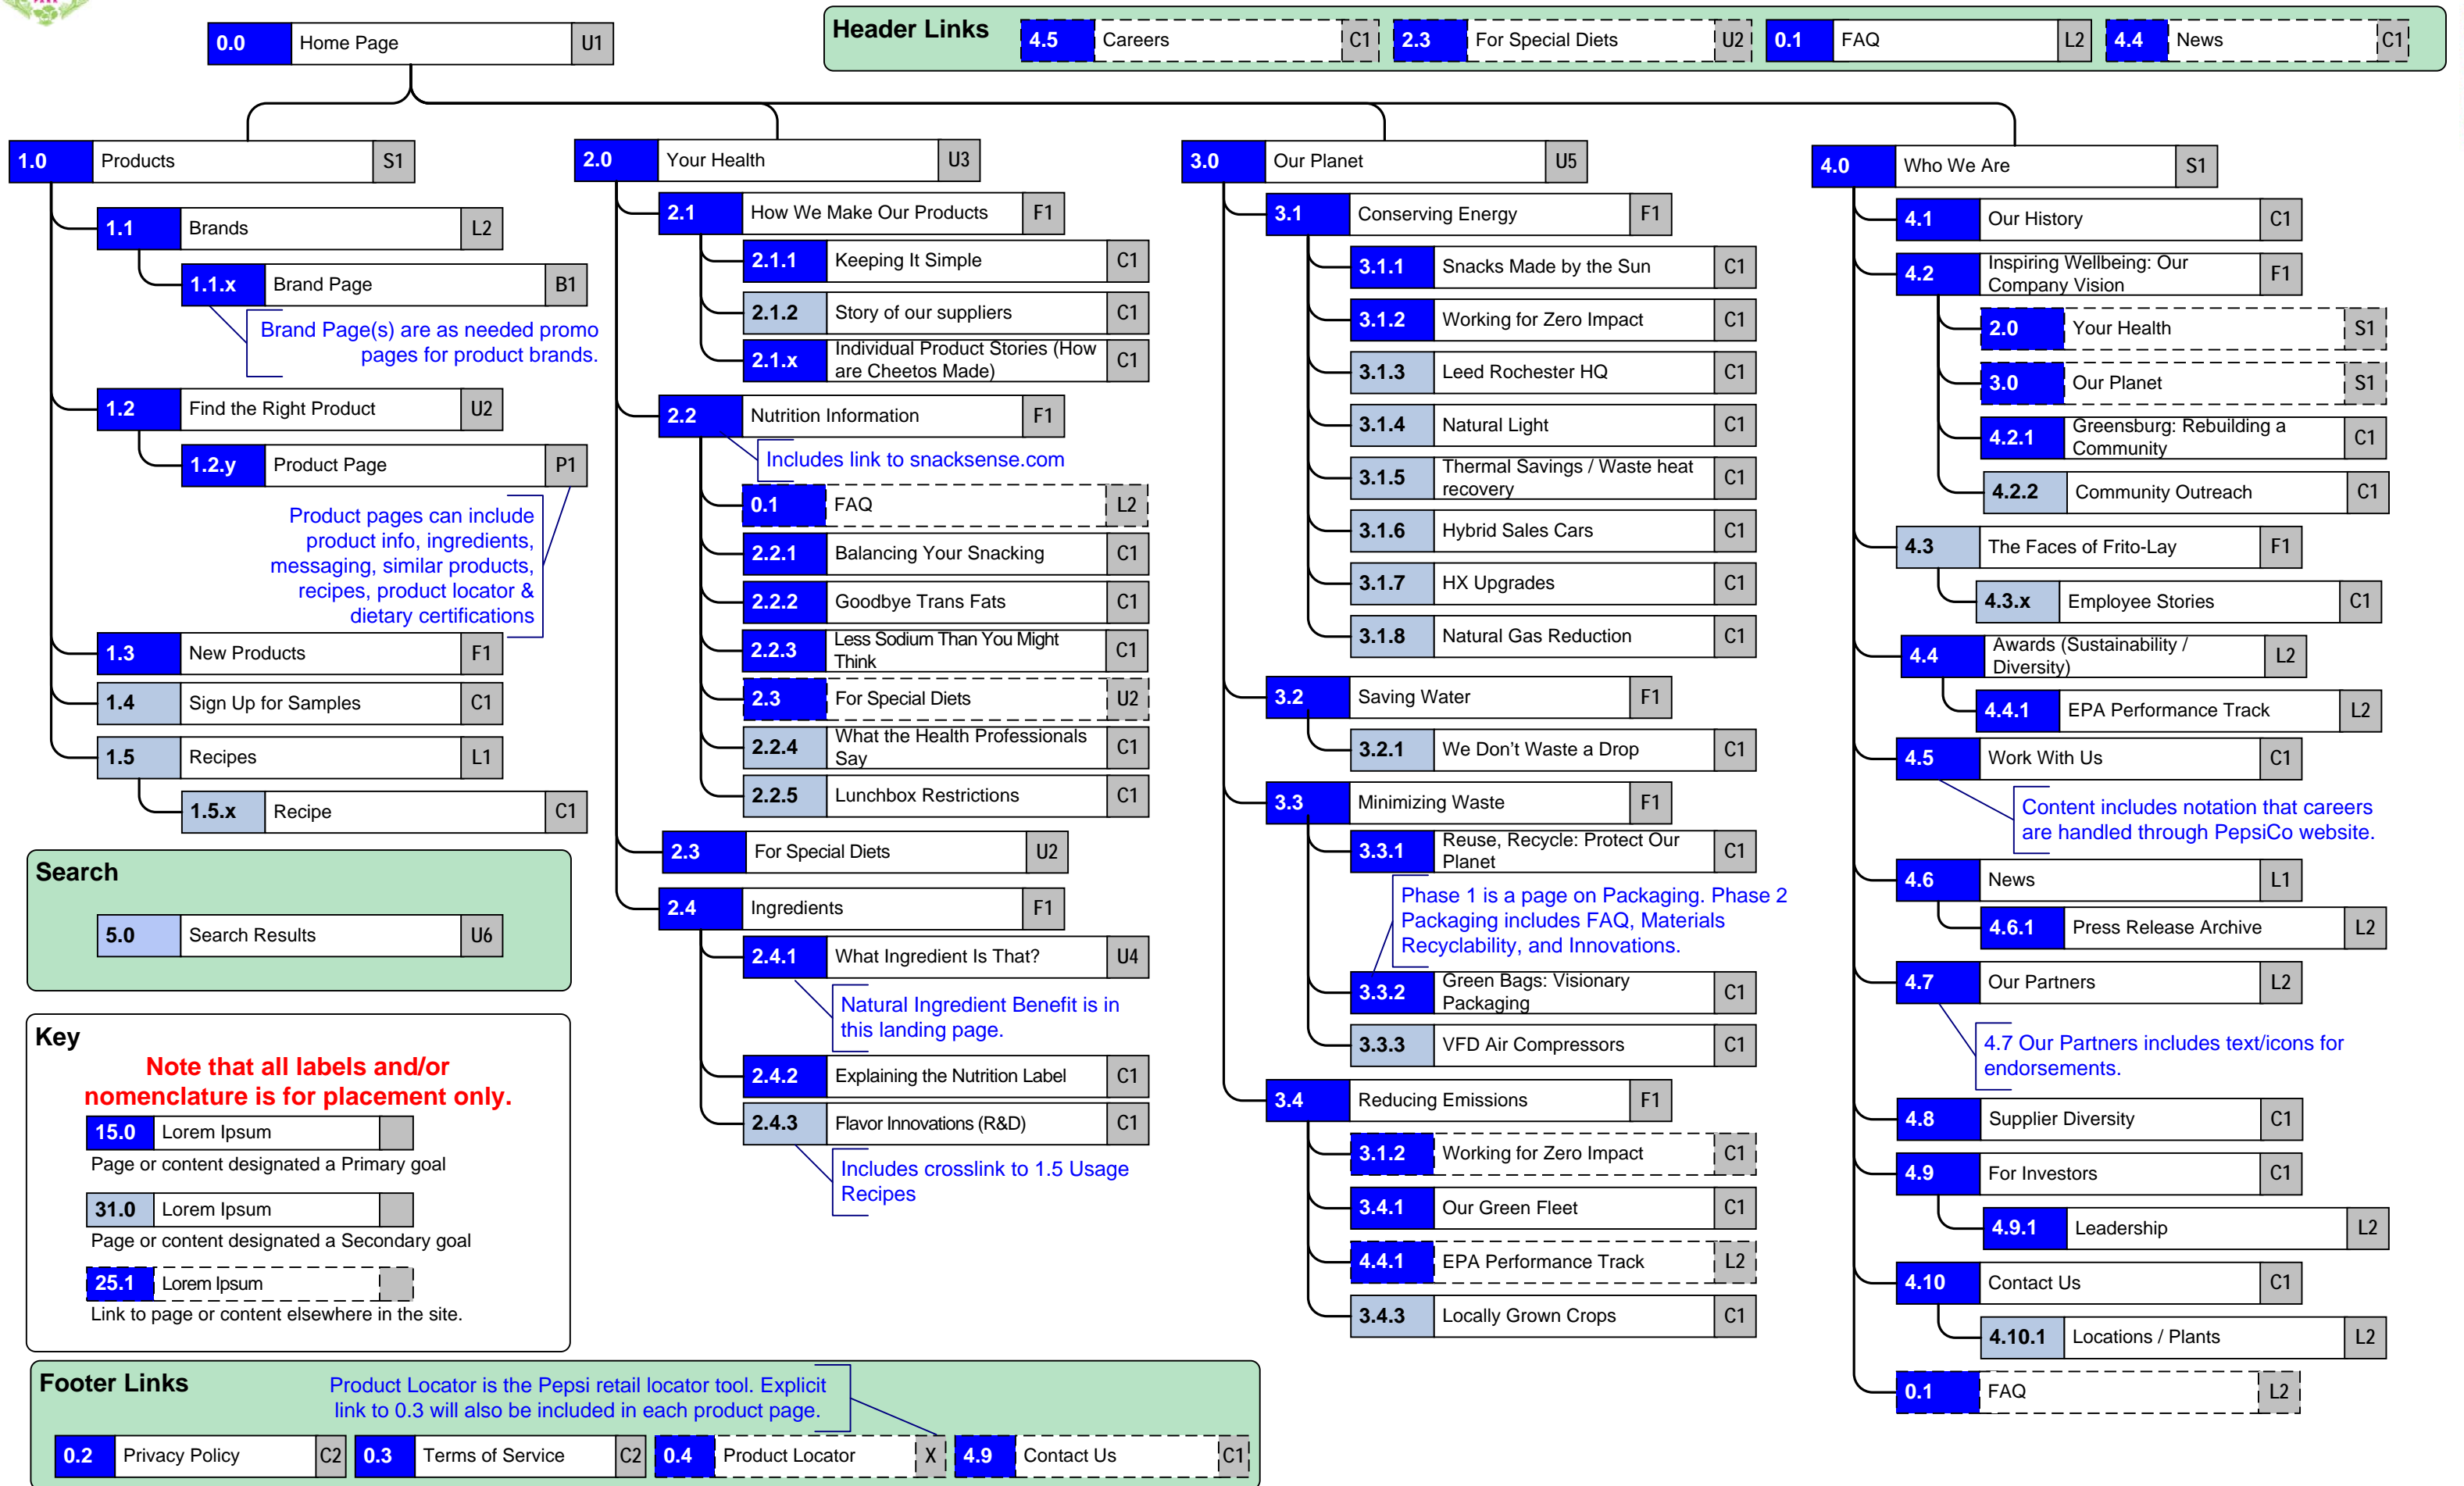 0.0 Home Page U1
Header Links
4.5 Careers C1
2.3 For Special Diets U2
0.1 FAQ L2
4.4 News C1
1.0 Products S1
1.1 Brands L2
1.1.x Brand Page B1
Brand Page(s) are as needed promo
pages for product brands.
1.2 Find the Right Product U2
1.2.y Product Page P1
Product pages can include
product info, ingredients,
messaging, similar products,
recipes, product locator &
dietary certifications
1.3 New Products F1
1.4 Sign Up for Samples C1
1.5 Recipes L1
1.5.x Recipe C1
2.0 Your Health U3
2.1 How We Make Our Products F1
2.1.1 Keeping It Simple C1
2.1.2 Story of our suppliers C1
2.1.x Individual Product Stories (How
are Cheetos Made) C1
2.2 Nutrition Information F1
Includes link to snacksense.com
0.1 FAQ L2
2.2.1 Balancing Your Snacking C1
2.2.2 Goodbye Trans Fats C1
2.2.3 Less Sodium Than You Might
Think C1
2.3 For Special Diets U2
2.2.4 What the Health Professionals
Say C1
2.2.5 Lunchbox Restrictions C1
2.3 For Special Diets U2
2.4 Ingredients F1
2.4.1 What Ingredient Is That? U4
Natural Ingredient Benefit is in
this landing page.
2.4.2 Explaining the Nutrition Label C1
2.4.3 Flavor Innovations (R&D) C1
Includes crosslink to 1.5 Usage
Recipes
3.0 Our Planet U5
3.1 Conserving Energy F1
3.1.1 Snacks Made by the Sun C1
3.1.2 Working for Zero Impact C1
3.1.3 Leed Rochester HQ C1
3.1.4 Natural Light C1
3.1.5 Thermal Savings / Waste heat
recovery C1
3.1.6 Hybrid Sales Cars C1
3.1.7 HX Upgrades C1
3.1.8 Natural Gas Reduction C1
3.2 Saving Water F1
3.2.1 We Don't Waste a Drop C1
3.3 Minimizing Waste F1
3.3.1 Reuse, Recycle: Protect Our
Planet C1
Phase 1 is a page on Packaging. Phase 2
Packaging includes FAQ, Materials
Recyclability, and Innovations.
3.3.2 Green Bags: Visionary
Packaging C1
3.3.3 VFD Air Compressors C1
3.4 Reducing Emissions F1
3.1.2 Working for Zero Impact C1
3.4.1 Our Green Fleet C1
4.4.1 EPA Performance Track L2
3.4.3 Locally Grown Crops C1
4.0 Who We Are S1
4.1 Our History C1
4.2 Inspiring Wellbeing: Our
Company Vision F1
2.0 Your Health S1
3.0 Our Planet S1
4.2.1 Greensburg: Rebuilding a
Community C1
4.2.2 Community Outreach C1
4.3 The Faces of Frito-Lay F1
4.3.x Employee Stories C1
4.4 Awards (Sustainability /
Diversity) L2
4.4.1 EPA Performance Track L2
4.5 Work With Us C1
Content includes notation that careers
are handled through PepsiCo website.
4.6 News L1
4.6.1 Press Release Archive L2
4.7 Our Partners L2
4.7 Our Partners includes text/icons for
endorsements.
4.8 Supplier Diversity C1
4.9 For Investors C1
4.9.1 Leadership L2
4.10 Contact Us C1
4.10.1 Locations / Plants L2
0.1 FAQ L2
Search
5.0 Search Results U6
Key
Note that all labels and/or
nomenclature is for placement only.
15.0 Lorem Ipsum
Page or content designated a Primary goal
31.0 Lorem Ipsum
Page or content designated a Secondary goal
25.1 Lorem Ipsum
Link to page or content elsewhere in the site.
Footer Links
Product Locator is the Pepsi retail locator tool. Explicit
link to 0.3 will also be included in each product page.
0.2 Privacy Policy C2
0.3 Terms of Service C2
0.4 Product Locator X
4.9 Contact Us C1